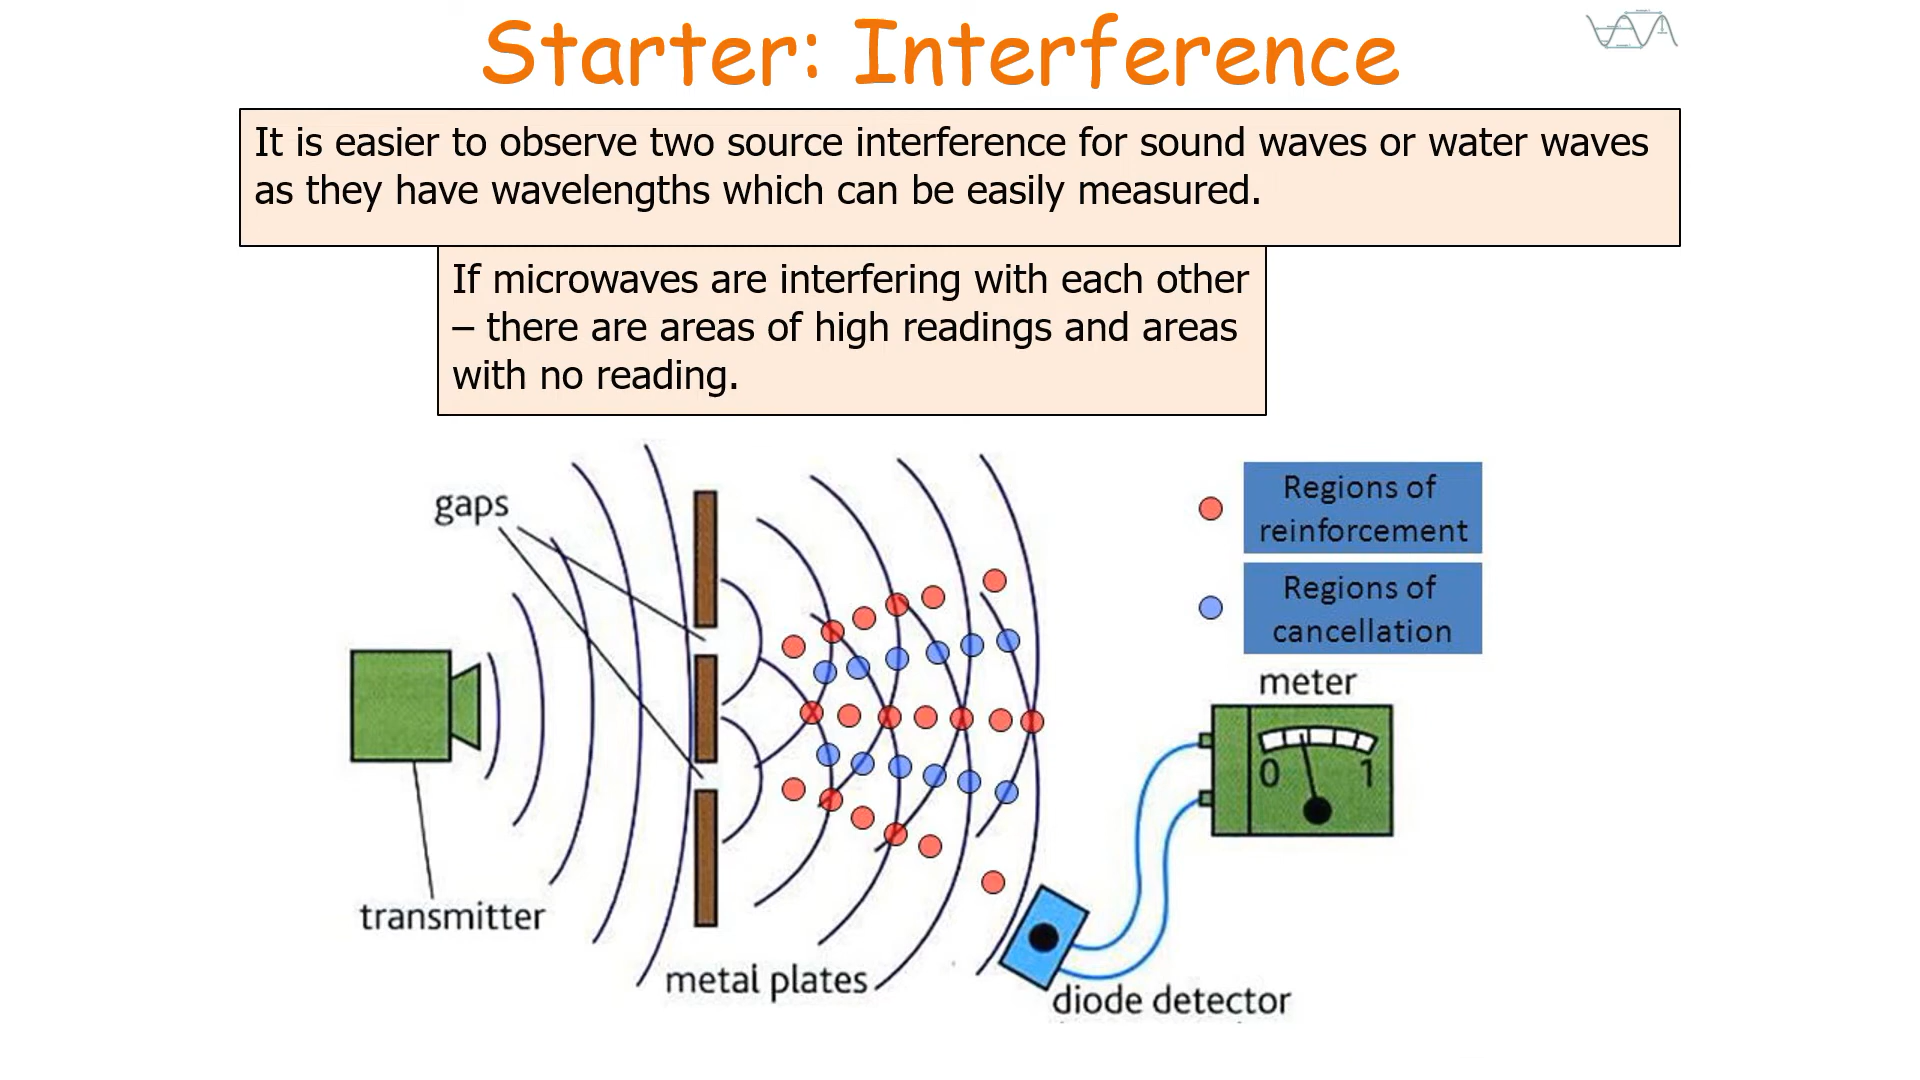 Starter: Interference
It is easier to observe two source interference for sound waves or water waves
as they have wavelengths which can be easily measured.
If microwaves are interfering with each other
– there are areas of high readings and areas
with no reading.
gaps
Regions of
reinforcement
Regions of
cancellation
meter
0 1
transmitter
metal plates
diode detector